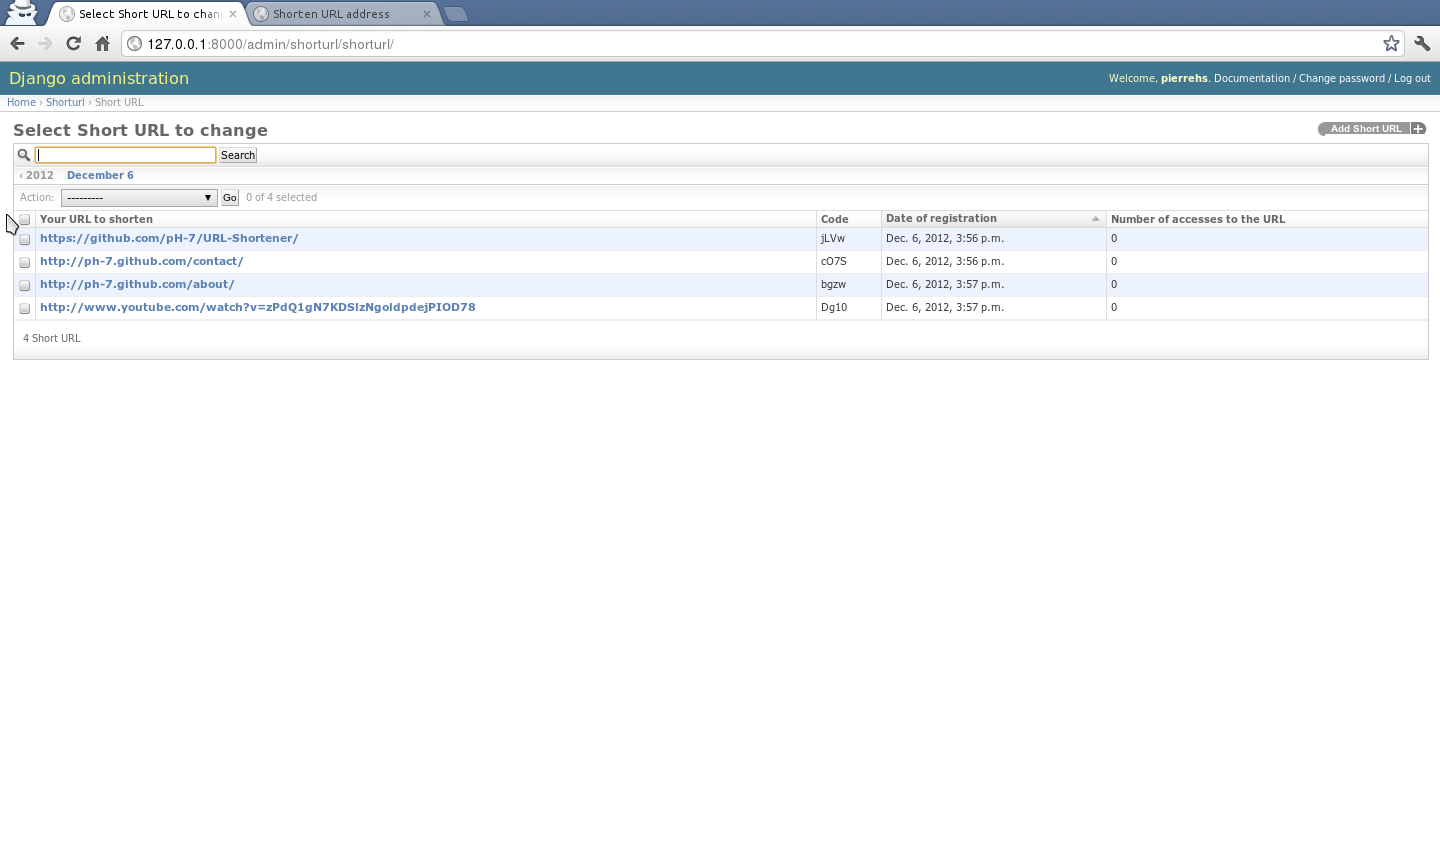 Select Short URL to chan
Shorten URL address
127.0.0.1:8000/admin/shorturl/shorturl/
Django administration
Welcome, pierrehs. Documentation / Change password / Log out
Home › Shorturl › Short URL
Select Short URL to change
Add Short URL
Search
‹ 2012 December 6
Action: --------- Go 0 of 4 selected
Your URL to shorten Code Date of registration Number of accesses to the URL
https://github.com/pH-7/URL-Shortener/ jLVw Dec. 6, 2012, 3:56 p.m. 0
http://ph-7.github.com/contact/ cO7S Dec. 6, 2012, 3:56 p.m. 0
http://ph-7.github.com/about/ bgzw Dec. 6, 2012, 3:57 p.m. 0
http://www.youtube.com/watch?v=zPdQ1gN7KDSlzNgoldpdejPIOD78 Dg10 Dec. 6, 2012, 3:57 p.m. 0
4 Short URL